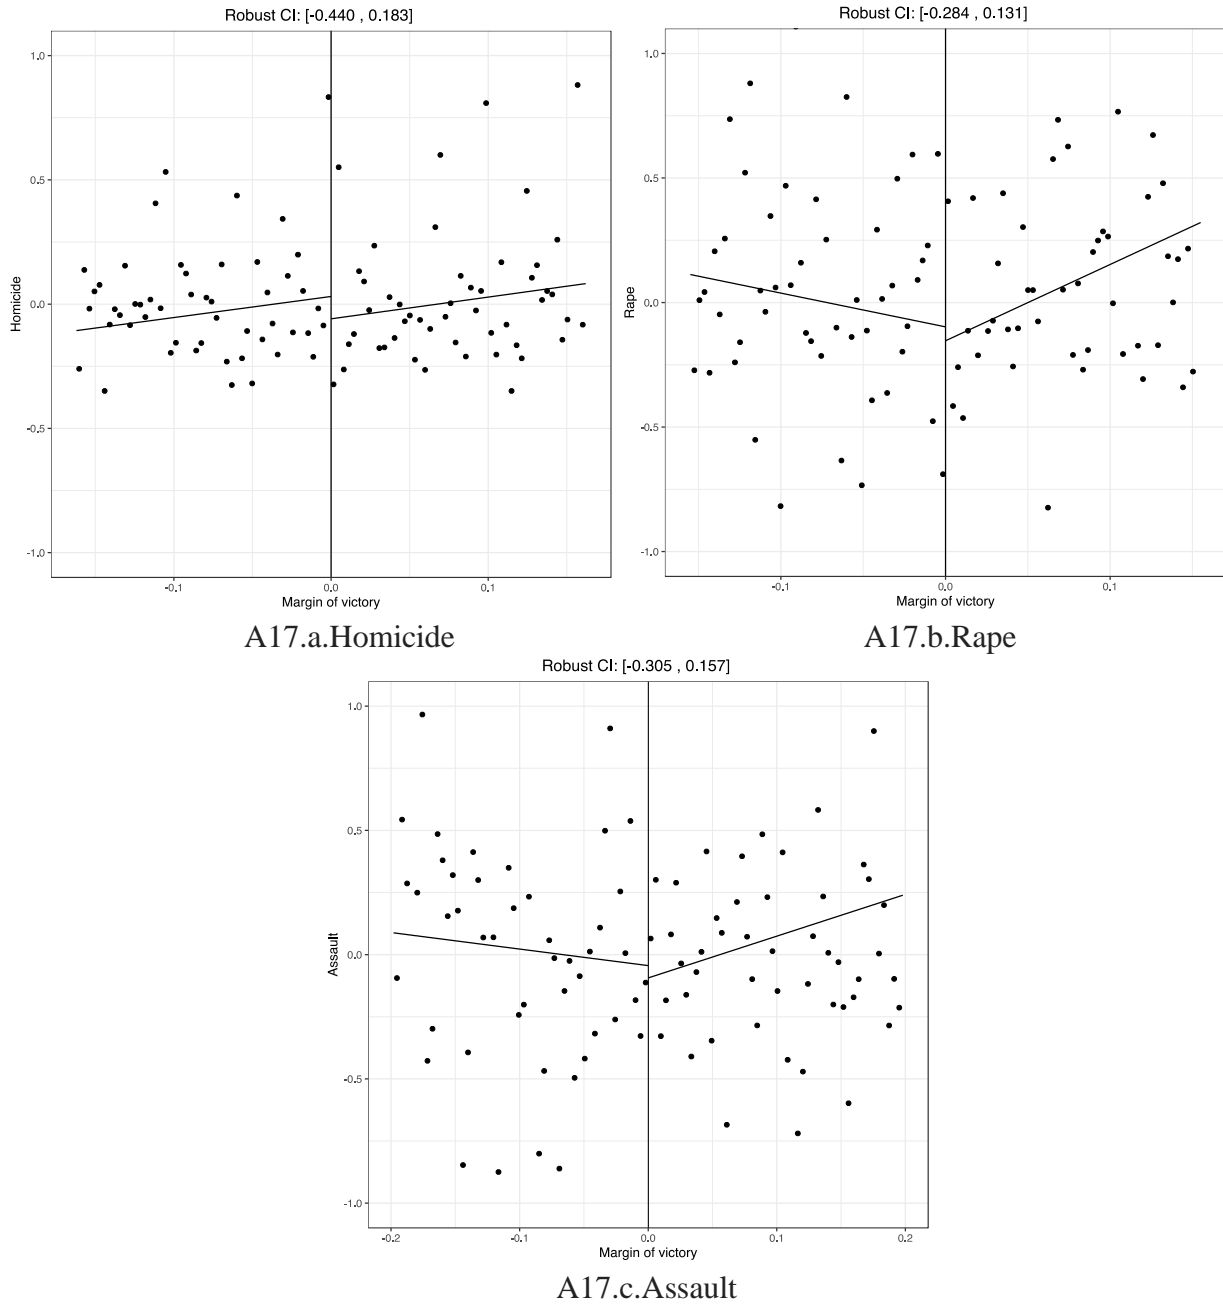 Robust CI: [-0.440 , 0.183]
1.0
0.5
0.0
-0.5
-1.0
Homicide
-0.1
0.0
0.1
Margin of victory
A17.a.Homicide
Robust CI: [-0.284 , 0.131]
1.0
0.5
0.0
-0.5
-1.0
Rape
-0.1
0.0
0.1
Margin of victory
A17.b.Rape
Robust CI: [-0.305 , 0.157]
1.0
0.5
0.0
-0.5
-1.0
Assault
-0.2
-0.1
0.0
0.1
0.2
Margin of victory
A17.c.Assault